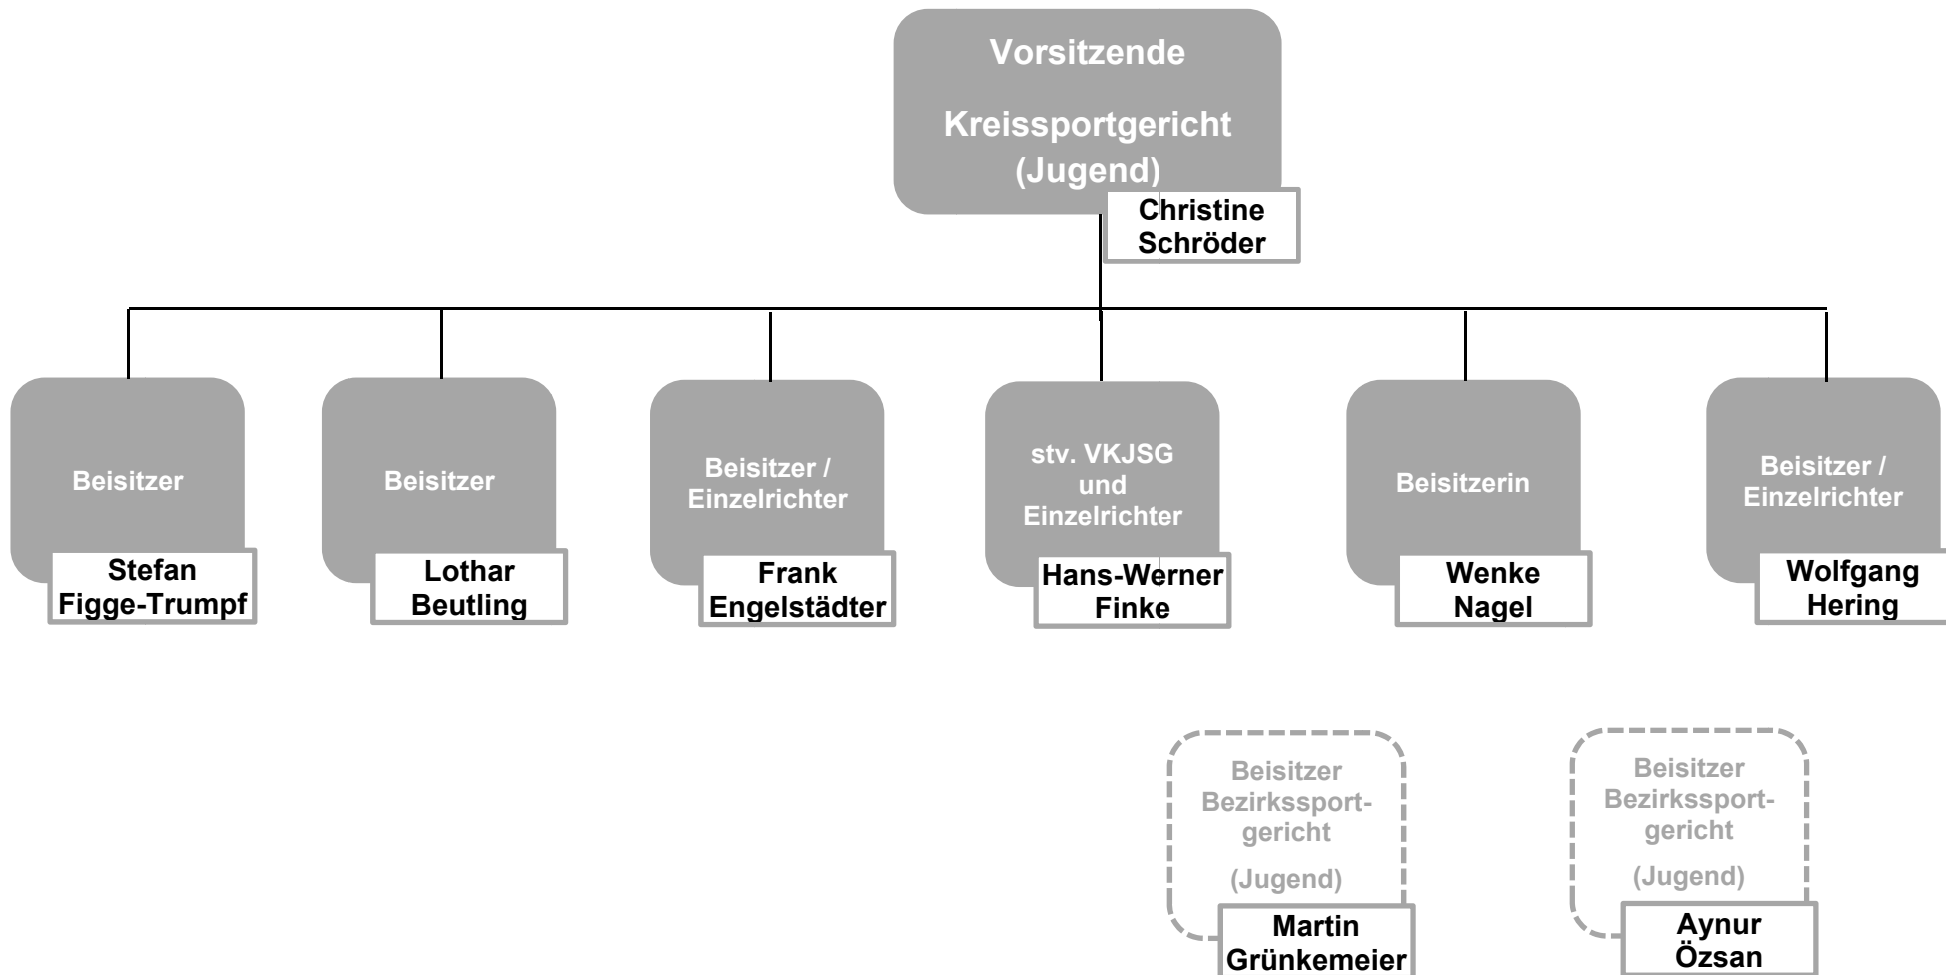 Vorsitzende
Kreissportgericht
(Jugend)
Christine
Schröder
Beisitzer
Stefan
Figge-Trumpf
Beisitzer
Lothar
Beutling
Beisitzer /
Einzelrichter
Frank
Engelstädter
stv. VKJSG
und
Einzelrichter
Hans-Werner
Finke
Beisitzerin
Wenke
Nagel
Beisitzer /
Einzelrichter
Wolfgang
Hering
Beisitzer
Bezirkssport-
gericht
(Jugend)
Martin
Grünkemeier
Beisitzer
Bezirkssport-
gericht
(Jugend)
Aynur
Özsan